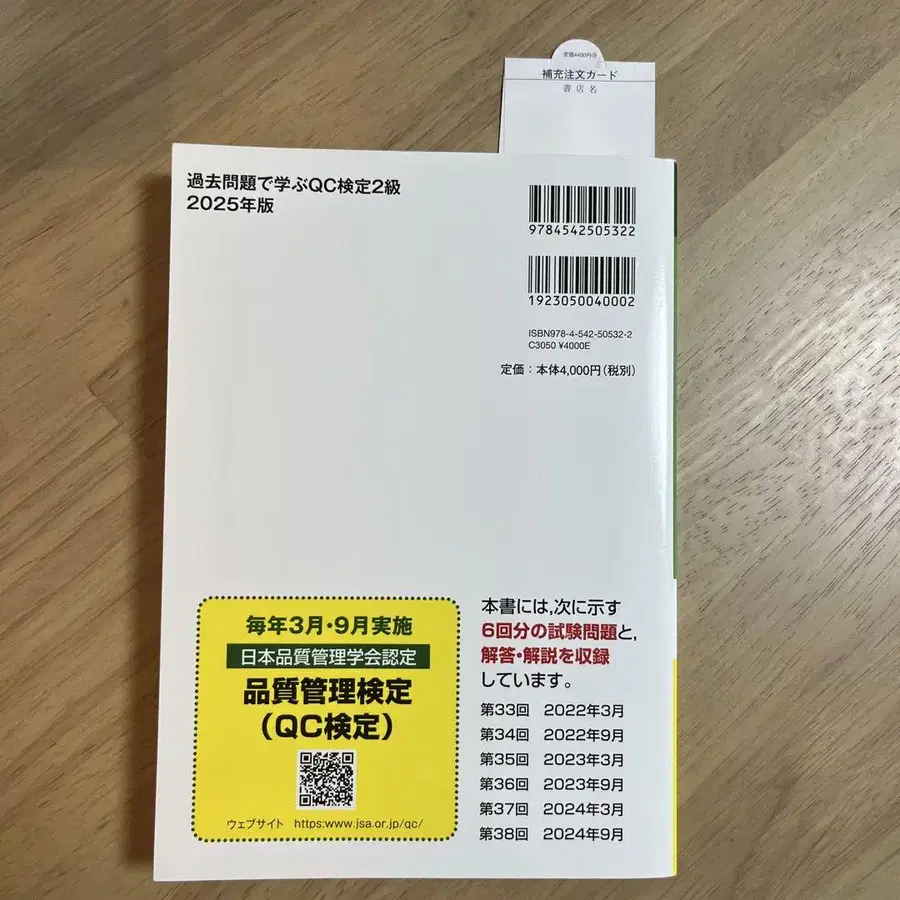 定価4400円⑩
補充注文カード
書店名
過去問題で学ぶQC検定2級
2025年版
9784542505322
1923050040002
ISBN978-4-542-50532-2
C3050 ¥4000E
定価:本体4,000円(税別)
毎年3月・9月実施
日本品質管理学会認定
品質管理検定
(QC検定)
ウェブサイト https:www.jsa.or.jp/qc/
本書には,次に示す
6回分の試験問題と,
解答・解説を収録
しています。
第33回 2022年3月
第34回 2022年9月
第35回 2023年3月
第36回 2023年9月
第37回 2024年3月
第38回 2024年9月